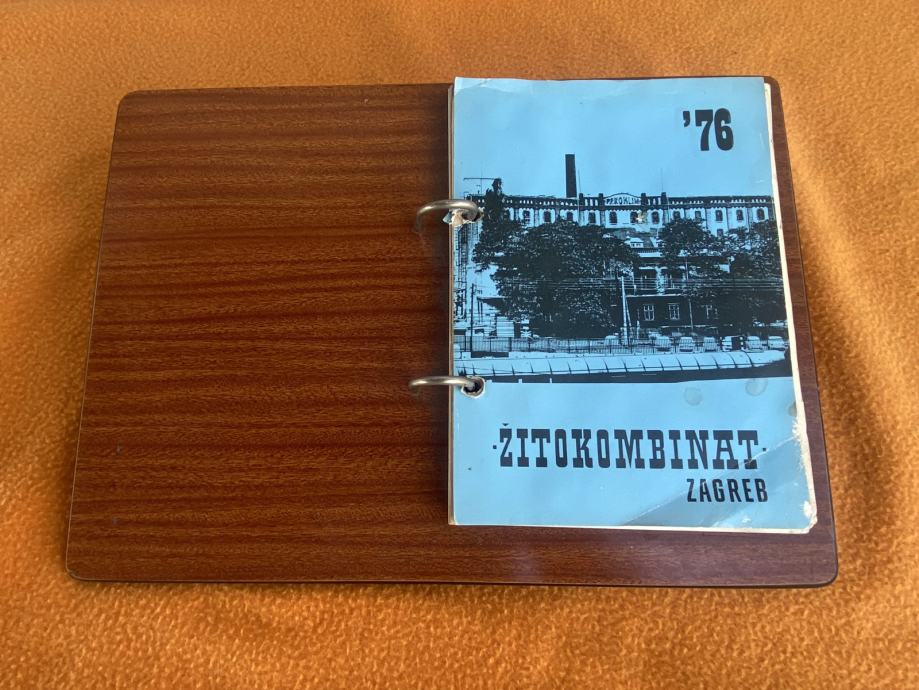 '76
·ŽITOKOMBINAT·
ZAGREB